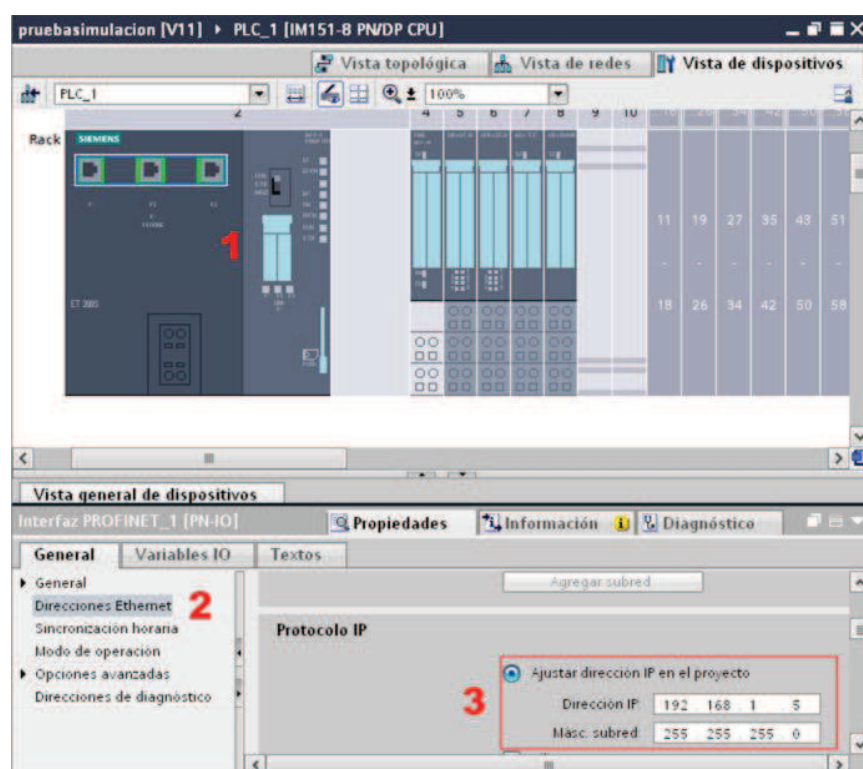 pruebasimulacion [V11] ▸ PLC_1 [IM151-8 PN/DP CPU]
Vista topológica Vista de redes Vista de dispositivos
PLC_1 100%
2 4 5 6 7 8 9 10
Rack SIEMENS
1 11 19 27 35 43 51
- - - - - -
ET 200S 18 26 34 42 50 58
Vista general de dispositivos
Interfaz PROFINET_1 [PN-IO] Propiedades Información Diagnóstico
General Variables IO Textos
General Agregar subred
Direcciones Ethernet 2
Sincronización horaria Protocolo IP
Modo de operación
Opciones avanzadas Ajustar dirección IP en el proyecto
Direcciones de diagnóstico 3 Dirección IP: 192 . 168 . 1 . 5
Másc. subred: 255 . 255 . 255 . 0